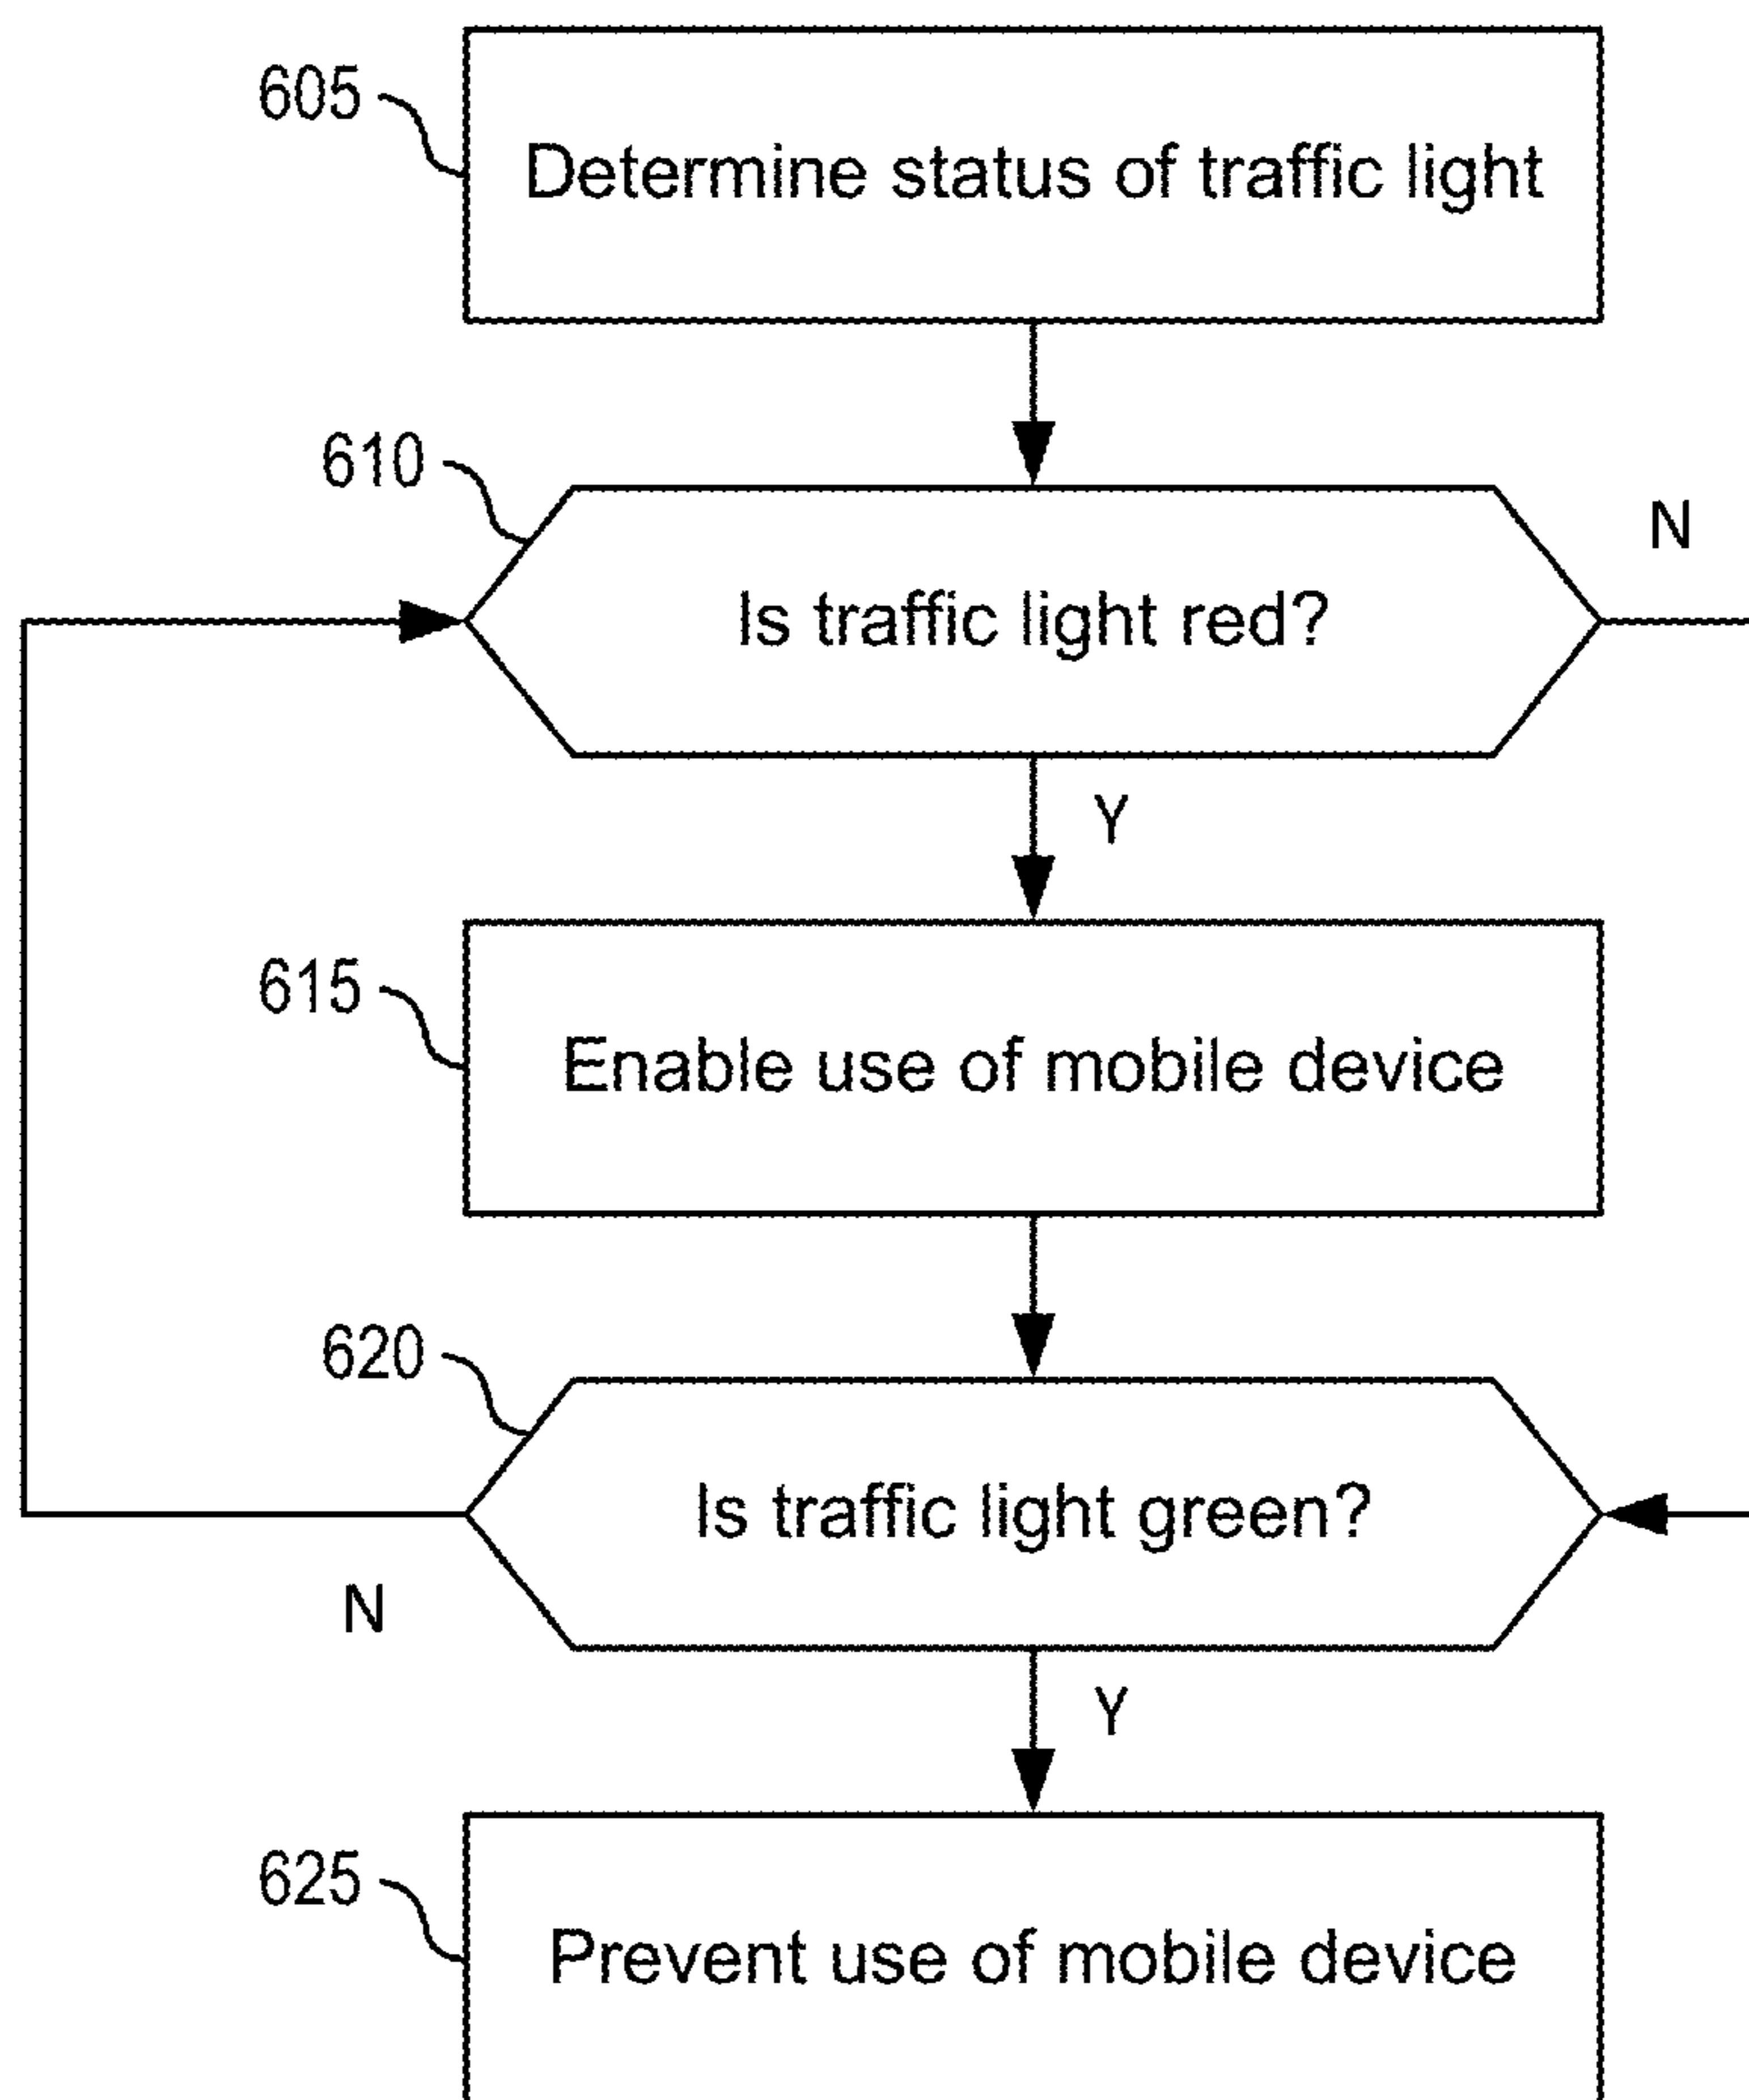 605
Determine status of traffic light
610
N
Is traffic light red?
Y
615
Enable use of mobile device
620
Is traffic light green?
N
Y
625
Prevent use of mobile device